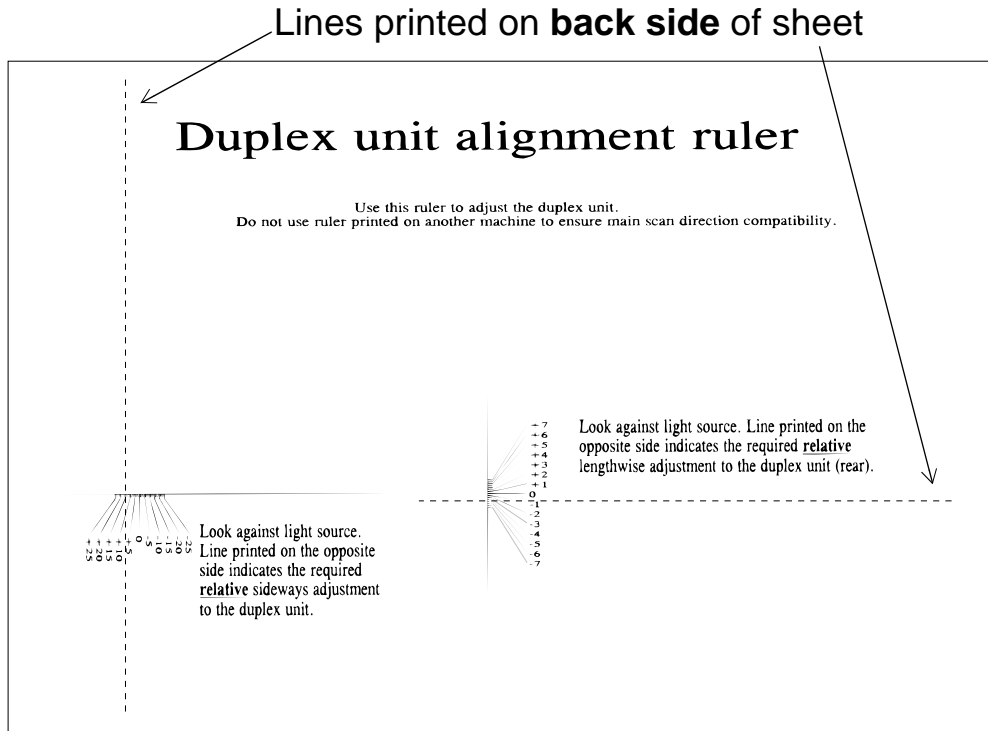 Lines printed on back side of sheet
Duplex unit alignment ruler
Use this ruler to adjust the duplex unit.
Do not use ruler printed on another machine to ensure main scan direction compatibility.
+7
+6
+5
+4
+3
+2
+1
0
-1
-2
-3
-4
-5
-6
-7
Look against light source. Line printed on the
opposite side indicates the required relative
lengthwise adjustment to the duplex unit (rear).
+25
+20
+15
+10
+5
0
-5
-10
-15
-20
-25
Look against light source.
Line printed on the opposite
side indicates the required
relative sideways adjustment
to the duplex unit.